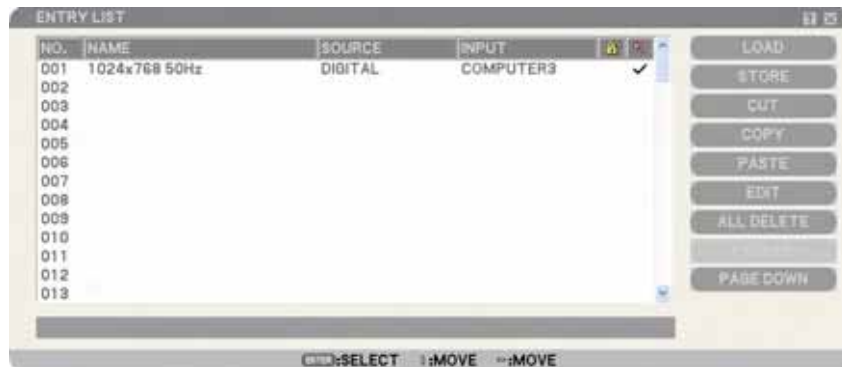 ENTRY LIST
NO. NAME SOURCE INPUT
001 1024x768 50Hz DIGITAL COMPUTER3
002
003
004
005
006
007
008
009
010
011
012
013
LOAD
STORE
CUT
COPY
PASTE
EDIT
ALL DELETE
PAGE DOWN
ENTER:SELECT :MOVE :MOVE